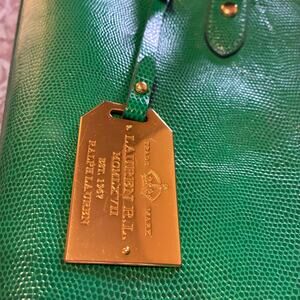 TRADE MARK
LAUREN R.L.
MCMLXVII
EST. 1967
RALPH LAUREN